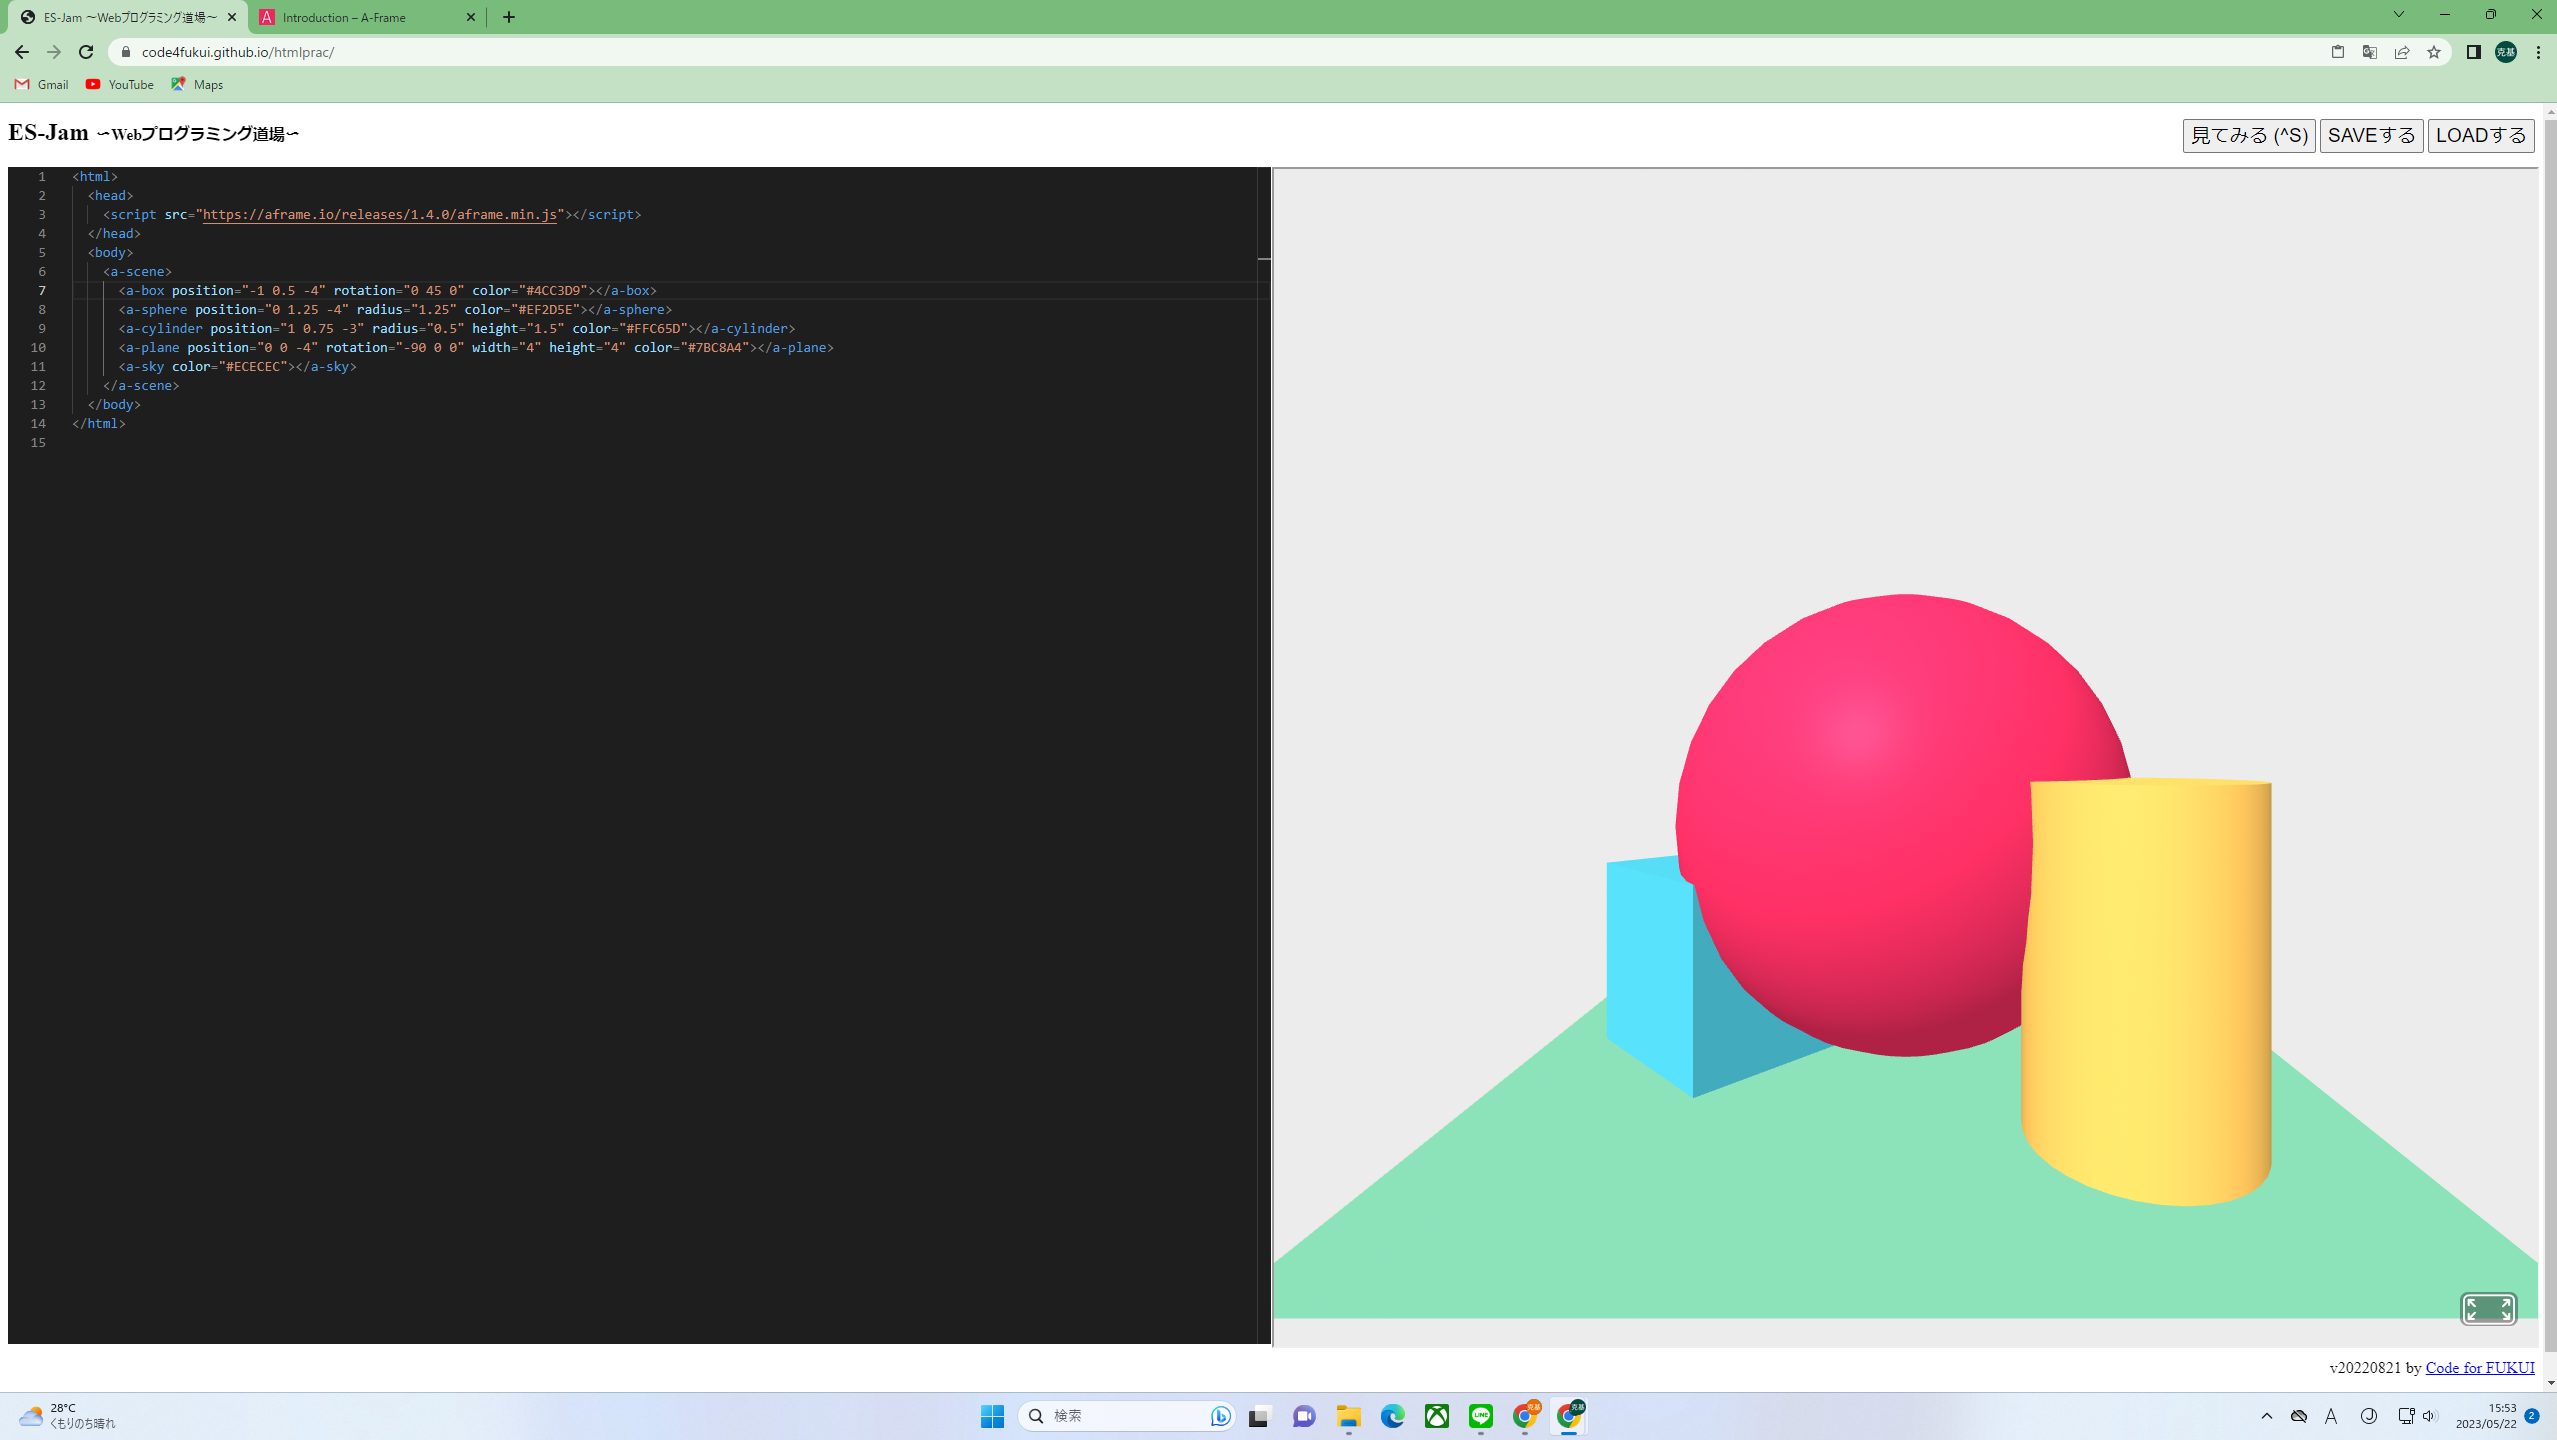 ES-Jam ～Webプログラミング道場～
Introduction – A-Frame
code4fukui.github.io/htmlprac/
克基
Gmail
YouTube
Maps
ES-Jam ～Webプログラミング道場～
見てみる (^S)
SAVEする
LOADする
1 <html>
2 <head>
3 <script src="https://aframe.io/releases/1.4.0/aframe.min.js"></script>
4 </head>
5 <body>
6 <a-scene>
7 <a-box position="-1 0.5 -4" rotation="0 45 0" color="#4CC3D9"></a-box>
8 <a-sphere position="0 1.25 -4" radius="1.25" color="#EF2D5E"></a-sphere>
9 <a-cylinder position="1 0.75 -3" radius="0.5" height="1.5" color="#FFC65D"></a-cylinder>
10 <a-plane position="0 0 -4" rotation="-90 0 0" width="4" height="4" color="#7BC8A4"></a-plane>
11 <a-sky color="#ECECEC"></a-sky>
12 </a-scene>
13 </body>
14 </html>
15
v20220821 by Code for FUKUI
28°C
くもりのち晴れ
検索
LINE
克基
克基
A
15:53
2023/05/22
2